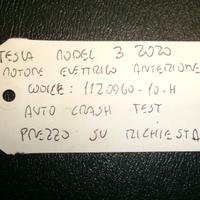 TESLA MODEL 3 2020
MOTORE ELETTRICO ANTERIORE
CODICE: 1120960-10-H
AUTO CRASH TEST
PREZZO SU RICHIESTA